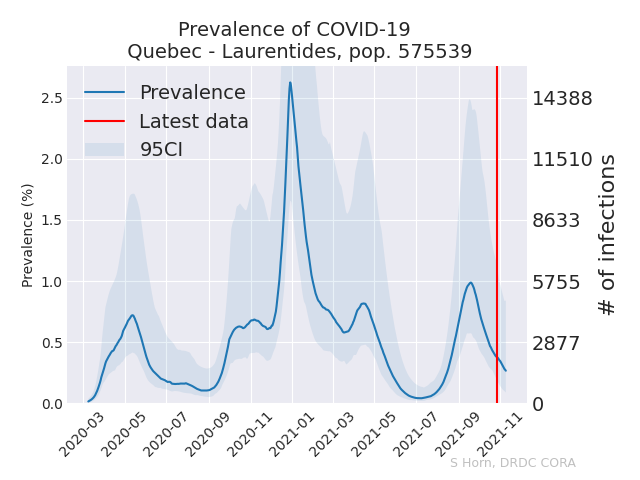 Prevalence of COVID-19
Quebec - Laurentides, pop. 575539
Prevalence
Latest data
95CI
Prevalence (%)
2.5
2.0
1.5
1.0
0.5
0.0
14388
11510
8633
5755
2877
0
# of infections
2020-03
2020-05
2020-07
2020-09
2020-11
2021-01
2021-03
2021-05
2021-07
2021-09
2021-11
S Horn, DRDC CORA